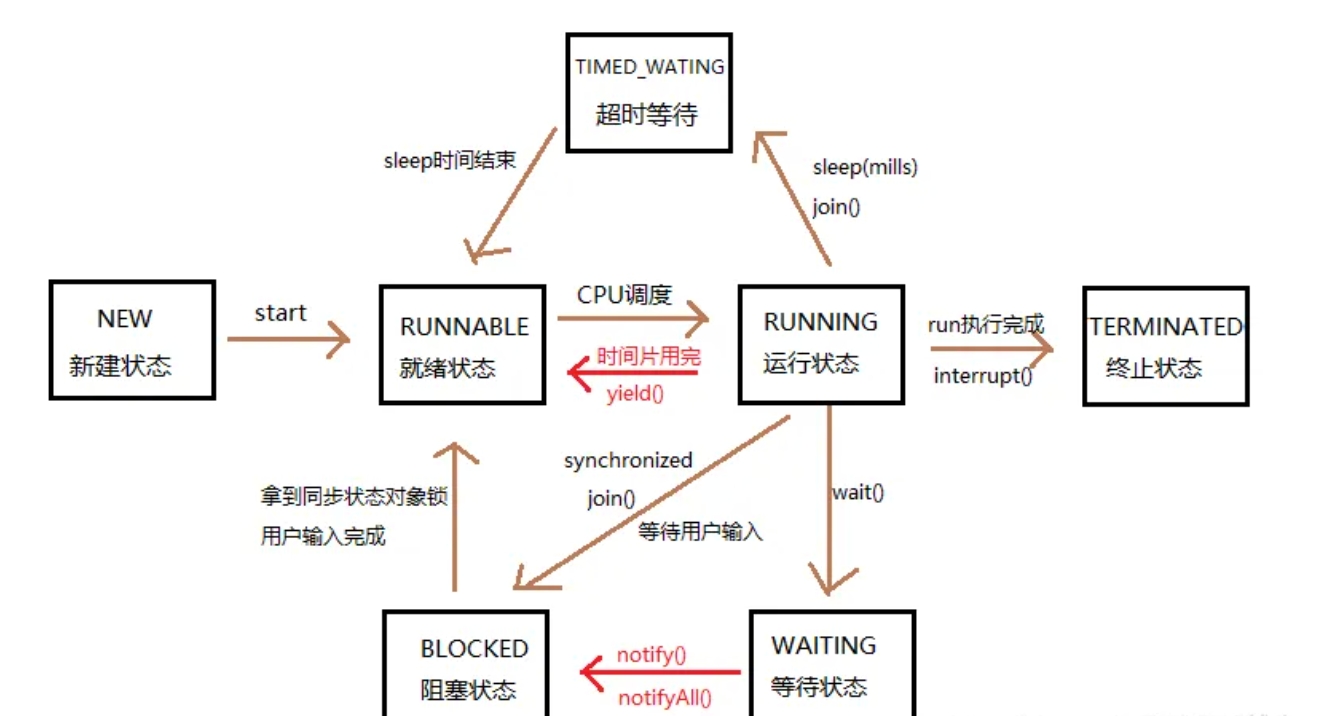 TIMED_WATING
超时等待
sleep时间结束
sleep(mills)
join()
NEW
新建状态
start
RUNNABLE
就绪状态
CPU调度
时间片用完
yield()
RUNNING
运行状态
run执行完成
interrupt()
TERMINATED
终止状态
拿到同步状态对象锁
用户输入完成
synchronized
join()
等待用户输入
wait()
BLOCKED
阻塞状态
notify()
notifyAll()
WAITING
等待状态